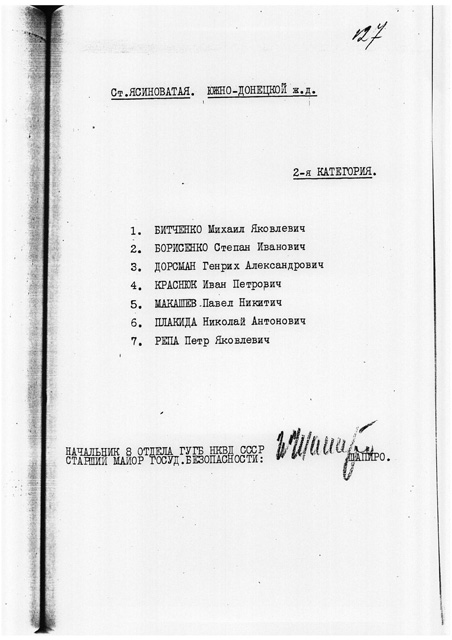 127
Ст.ЯСИНОВАТАЯ. ЮЖНО-ДОНЕЦКОЙ ж.д.
2-я КАТЕГОРИЯ.
1. БИТЧЕНКО Михаил Яковлевич
2. БОРИСЕНКО Степан Иванович
3. ДОРСМАН Генрих Александрович
4. КРАСНЮК Иван Петрович
5. МАКАШЕВ Павел Никитич
6. ПЛАКИДА Николай Антонович
7. РЕПА Петр Яковлевич
НАЧАЛЬНИК 8 ОТДЕЛА ГУГБ НКВД СССР
СТАРШИЙ МАЙОР ГОСУД.БЕЗОПАСНОСТИ: ШАПИРО.